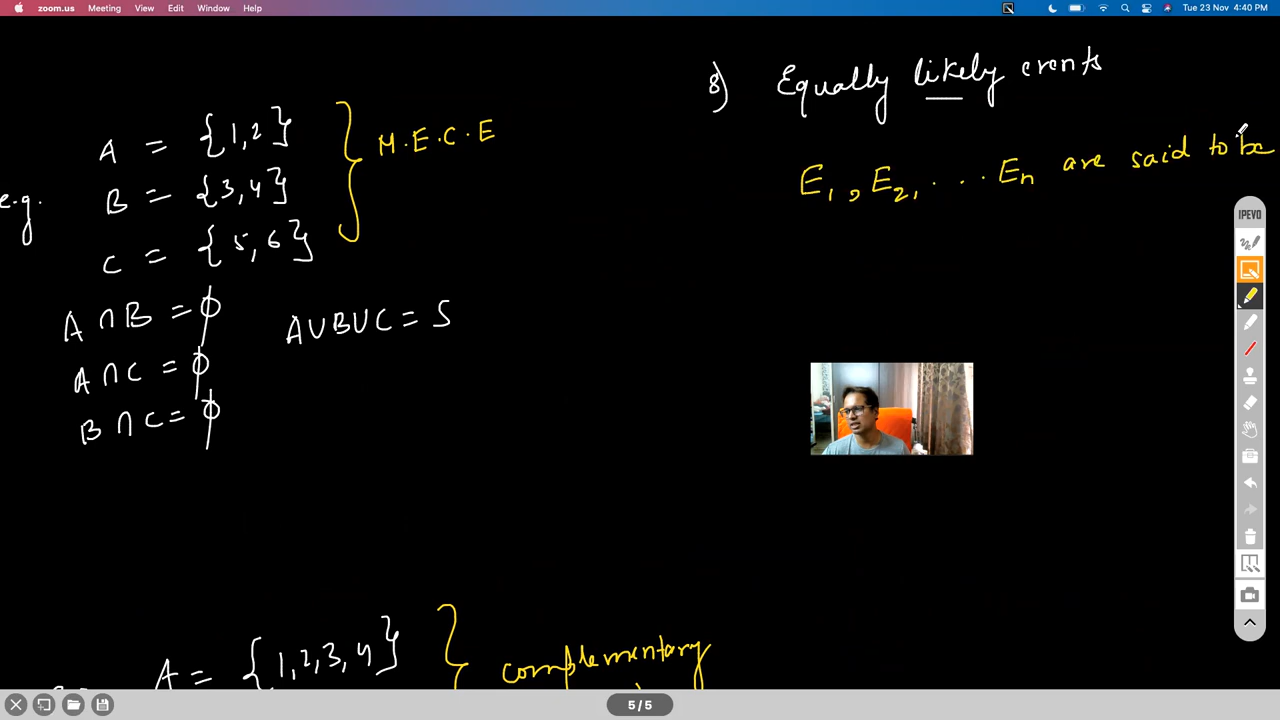 zoom.us Meeting View Edit Window Help Tue 23 Nov 4:40 PM
8) Equally likely events
E1, E2, . . . En are said to be
IPEVO
e.g. A = {1,2}
B = {3,4}
C = {5,6}
M.E.C.E
A∩B = ϕ
A∩C = ϕ
B∩C = ϕ
A∪B∪C = S
A = {1,2,3,4}
complementary
5/5